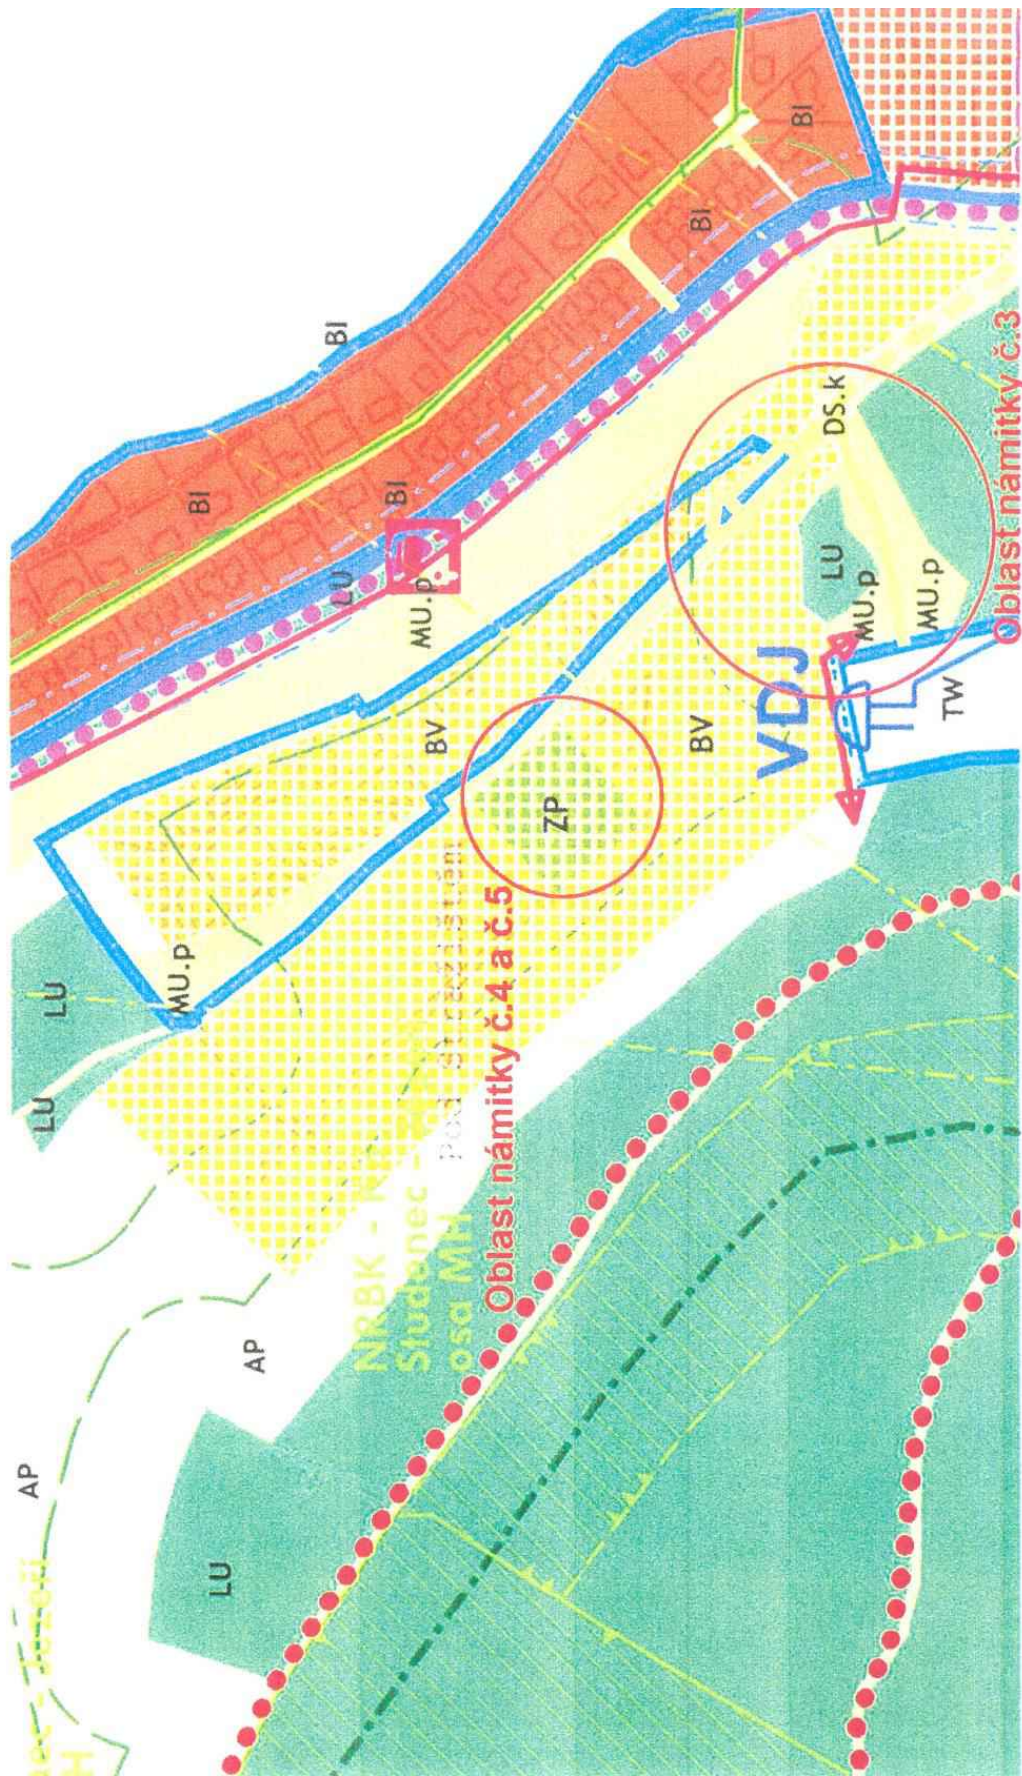 BI
BI
BI
BI
BI
LU
MU.p
BV
BV
ZP
DS.k
LU
MU.p
MU.p
TW
VDJ
Oblast námitky č.3
Oblast námitky č.4 a č.5
MU.p
LU
LU
NRBK -
Studenec -
osa MH
AP
AP
LU
H